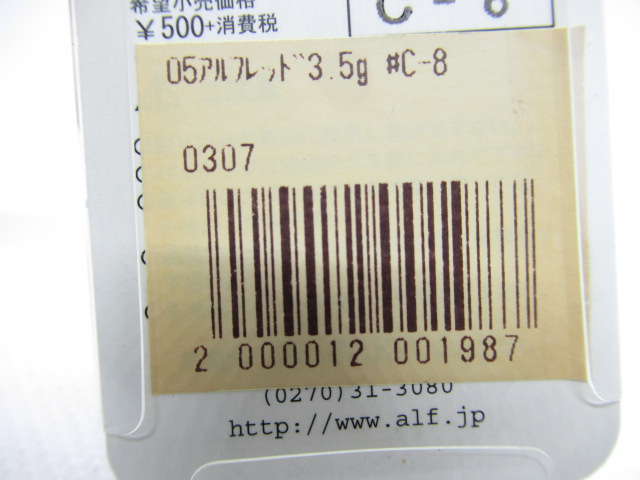 希望小売価格
¥500+消費税
C-8
05ｱﾙﾌﾚｯﾄﾞ3.5g #C-8
0307
2 000012 001987
(0270)31-3080
http://www.alf.jp